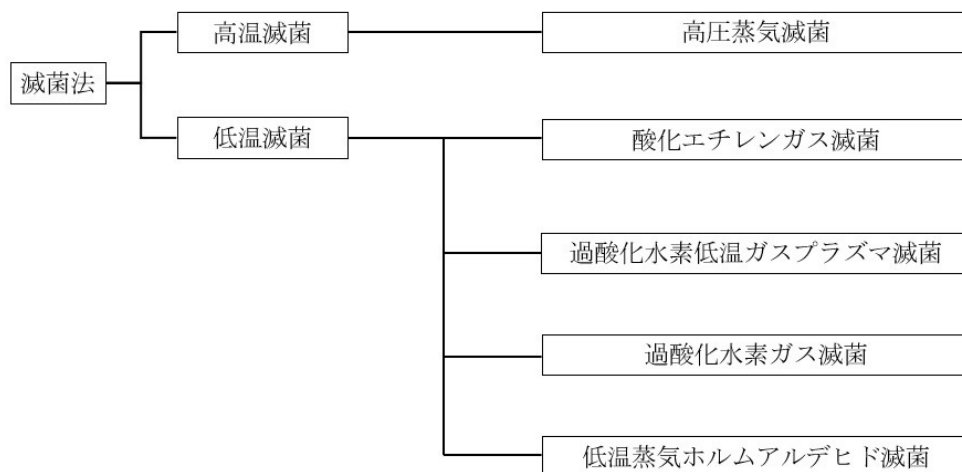 滅菌法
高温滅菌
高圧蒸気滅菌
低温滅菌
酸化エチレンガス滅菌
過酸化水素低温ガスプラズマ滅菌
過酸化水素ガス滅菌
低温蒸気ホルムアルデヒド滅菌